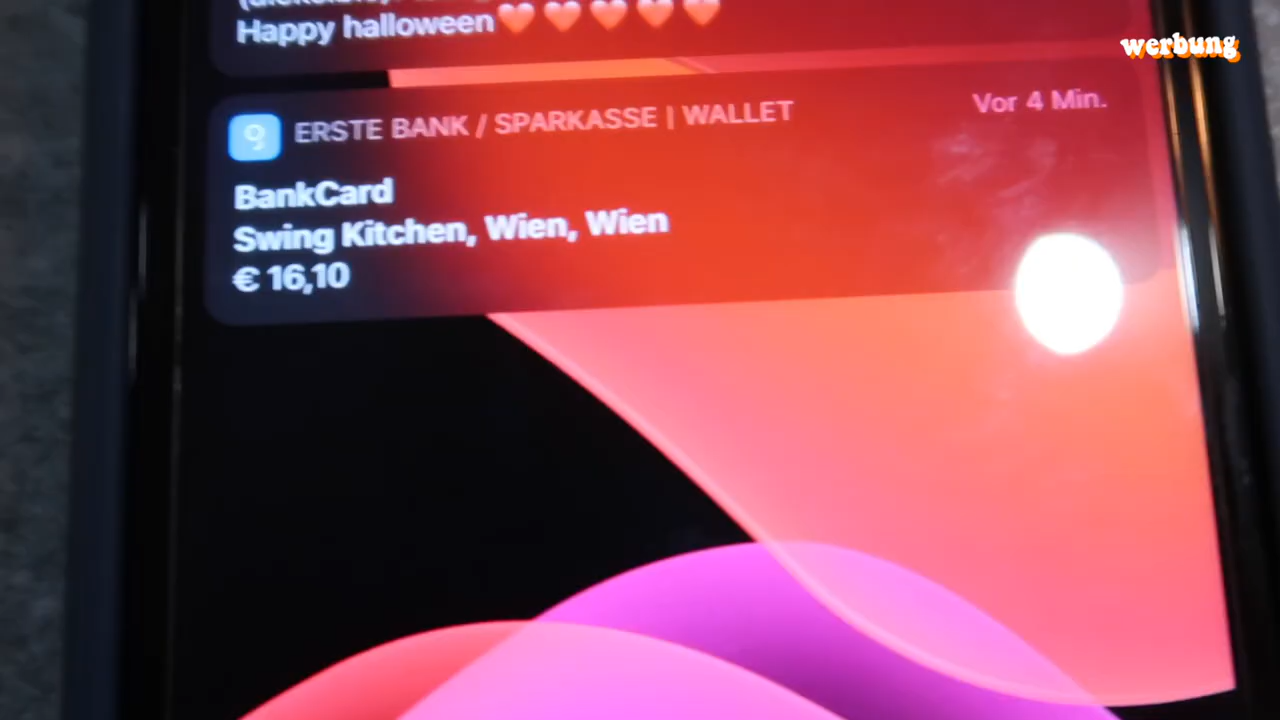 Happy halloween❤️❤️❤️❤️❤️
werbung
ERSTE BANK / SPARKASSE | WALLET
Vor 4 Min.
BankCard
Swing Kitchen, Wien, Wien
€ 16,10